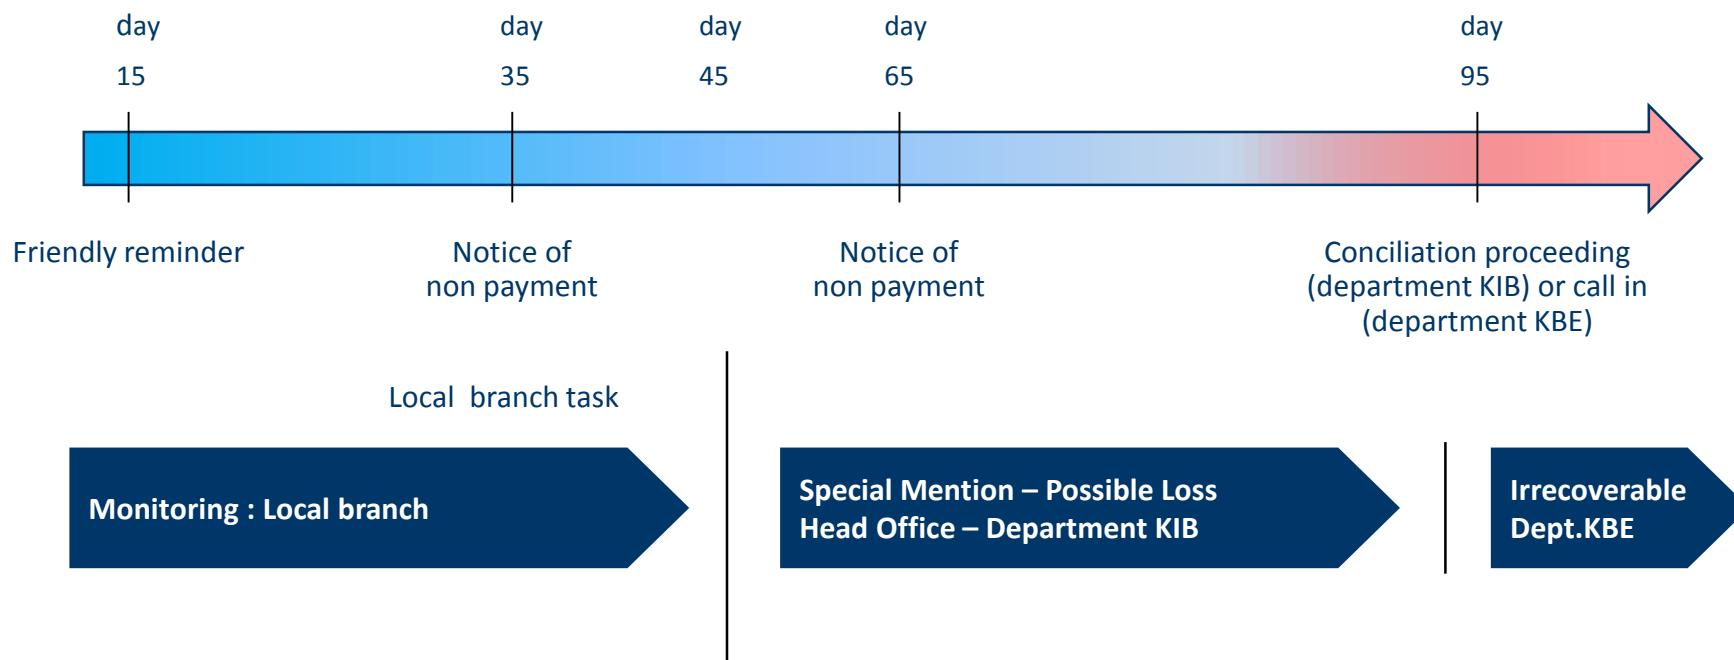 day day day day day
15 35 45 65 95
Friendly reminder
Notice of
non payment
Notice of
non payment
Conciliation proceeding
(department KIB) or call in
(department KBE)
Local  branch task
Monitoring : Local branch
Special Mention – Possible Loss
Head Office – Department KIB
Irrecoverable
Dept.KBE